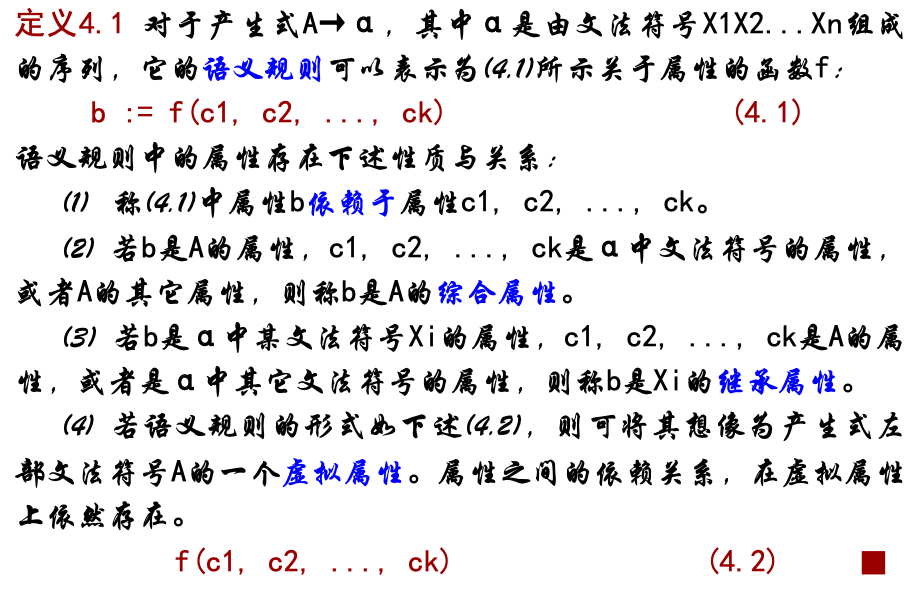 定义4.1 对于产生式A→α，其中α是由文法符号X1X2...Xn组成
的序列，它的语义规则可以表示为(4.1)所示关于属性的函数f：
b := f(c1, c2, ..., ck) (4.1)
语义规则中的属性存在下述性质与关系：
(1) 称(4.1)中属性b依赖于属性c1, c2, ..., ck。
(2) 若b是A的属性，c1, c2, ..., ck是α中文法符号的属性，
或者A的其它属性，则称b是A的综合属性。
(3) 若b是α中某文法符号Xi的属性，c1, c2, ..., ck是A的属
性，或者是α中其它文法符号的属性，则称b是Xi的继承属性。
(4) 若语义规则的形式如下述(4.2)，则可将其想像为产生式左
部文法符号A的一个虚拟属性。属性之间的依赖关系，在虚拟属性
上依然存在。
f(c1, c2, ..., ck) (4.2) ■